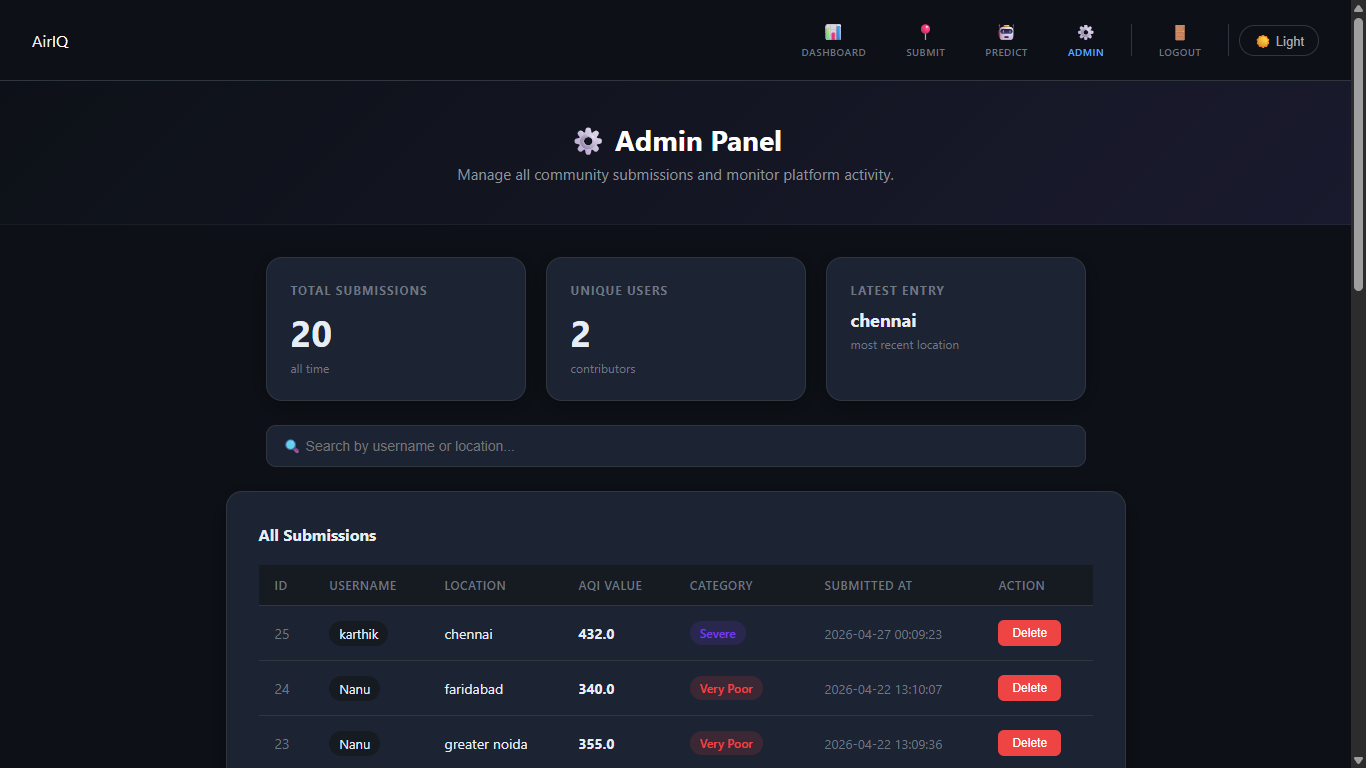 AirIQ
DASHBOARD SUBMIT PREDICT ADMIN LOGOUT Light
Admin Panel
Manage all community submissions and monitor platform activity.
TOTAL SUBMISSIONS
20
all time
UNIQUE USERS
2
contributors
LATEST ENTRY
chennai
most recent location
Search by username or location...
All Submissions
ID USERNAME LOCATION AQI VALUE CATEGORY SUBMITTED AT ACTION
25 karthik chennai 432.0 Severe 2026-04-27 00:09:23 Delete
24 Nanu faridabad 340.0 Very Poor 2026-04-22 13:10:07 Delete
23 Nanu greater noida 355.0 Very Poor 2026-04-22 13:09:36 Delete